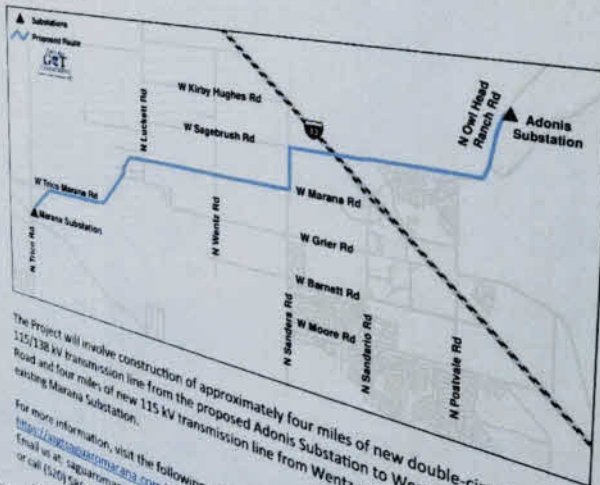 Substations
Proposed Route
G&T
N Luckett Rd
W Kirby Hughes Rd
W Sagebrush Rd
N Owl Head
Ranch Rd
Adonis
Substation
W Trico Marana Rd
Marana Substation
N Trico Rd
N Wentz Rd
W Marana Rd
W Grier Rd
W Barnett Rd
W Moore Rd
N Sanders Rd
N Sandario Rd
N Postvale Rd
The Project will involve construction of approximately four miles of new double-
115/138 kV transmission line from the proposed Adonis Substation to
Road and four miles of new 115 kV transmission line from Wentz
existing Marana Substation.
For more information, visit the following
Email us at
or call (520)